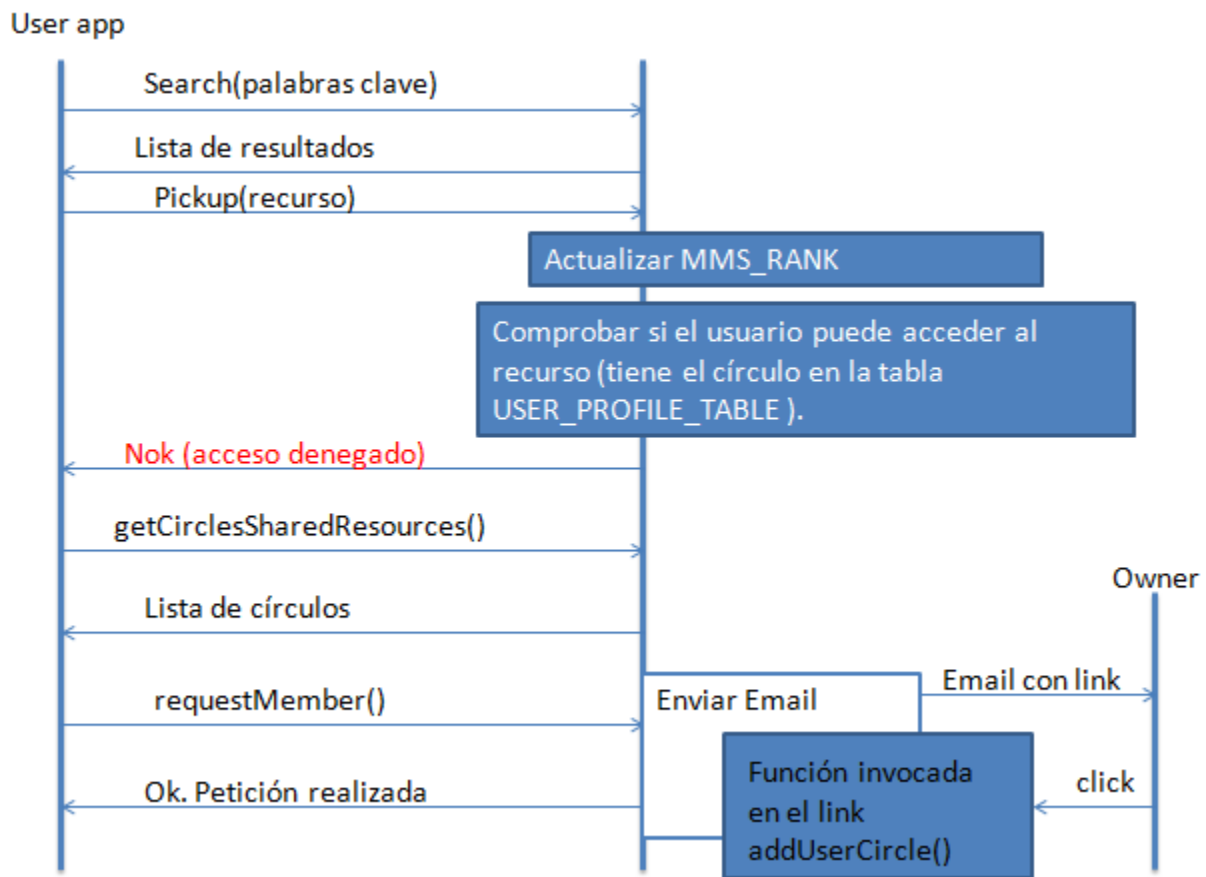 User app
Search(palabras clave)
Lista de resultados
Pickup(recurso)
Actualizar MMS_RANK
Comprobar si el usuario puede acceder al
recurso (tiene el círculo en la tabla
USER_PROFILE_TABLE ).
Nok (acceso denegado)
getCirclesSharedResources()
Owner
Lista de círculos
Email con link
requestMember()
Enviar Email
Función invocada
en el link
addUserCircle()
click
Ok. Petición realizada